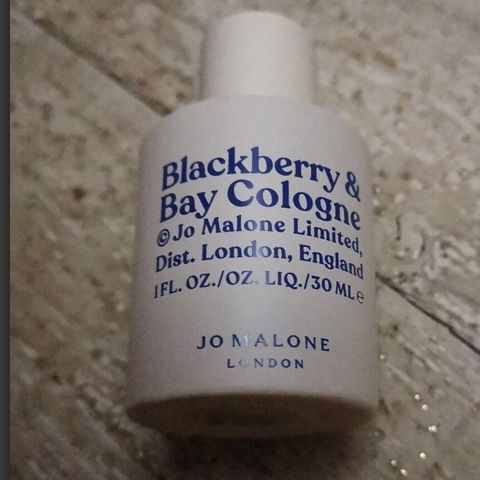 Blackberry &
Bay Cologne
© Jo Malone Limited,
Dist. London, England
1 FL. OZ./OZ. LIQ./30 ML ℮
JO MALONE
LONDON